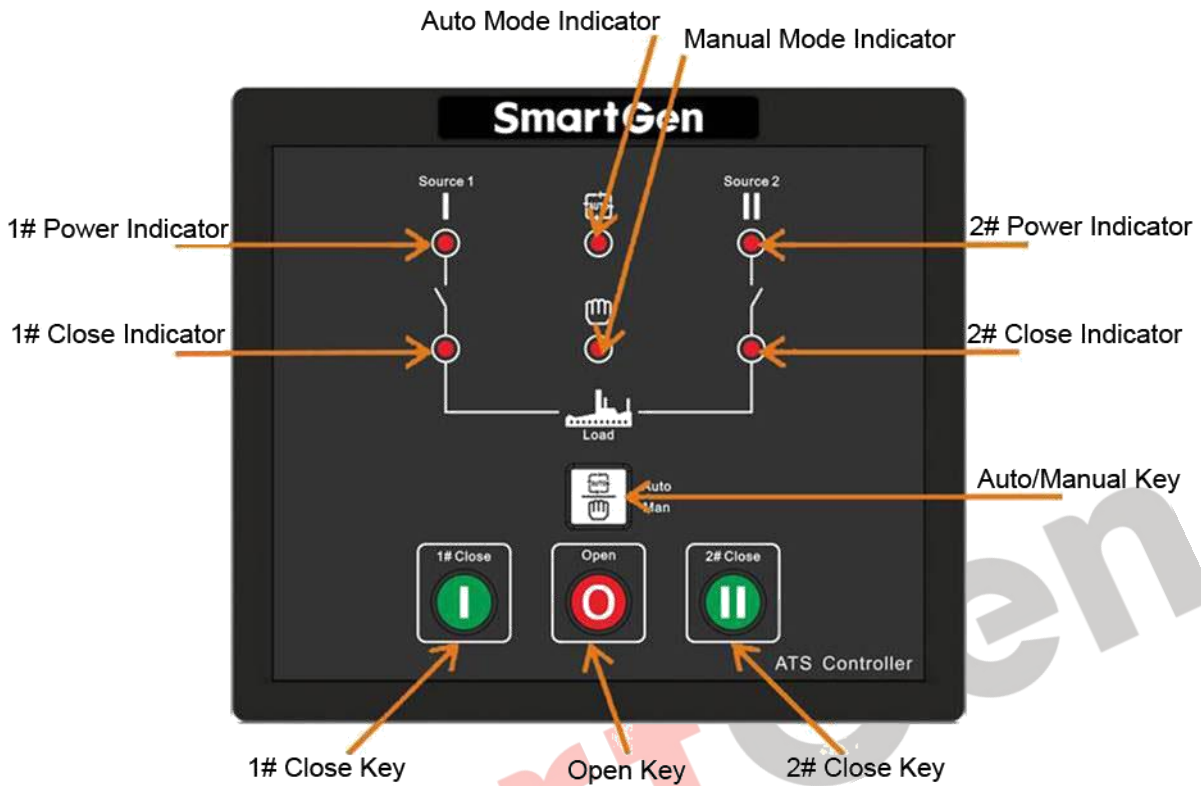 Auto Mode Indicator
Manual Mode Indicator
SmartGen
Source 1
Source 2
I
AUTO
II
1# Power Indicator
2# Power Indicator
1# Close Indicator
2# Close Indicator
Load
Auto/Manual Key
AUTO
Auto
Man
1# Close
Open
2# Close
I
O
II
ATS Controller
1# Close Key
Open Key
2# Close Key